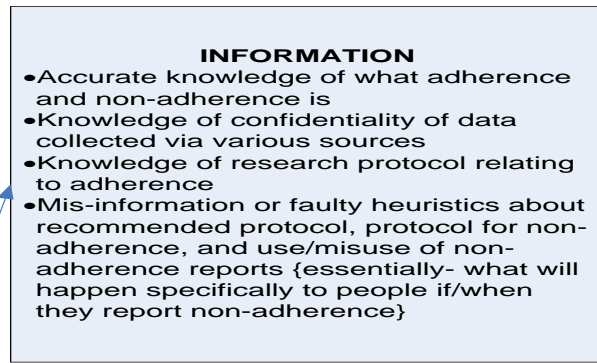 INFORMATION
•Accurate knowledge of what adherence
and non-adherence is
•Knowledge of confidentiality of data
collected via various sources
•Knowledge of research protocol relating
to adherence
•Mis-information or faulty heuristics about
recommended protocol, protocol for non-
adherence, and use/misuse of non-
adherence reports {essentially- what will
happen specifically to people if/when
they report non-adherence}